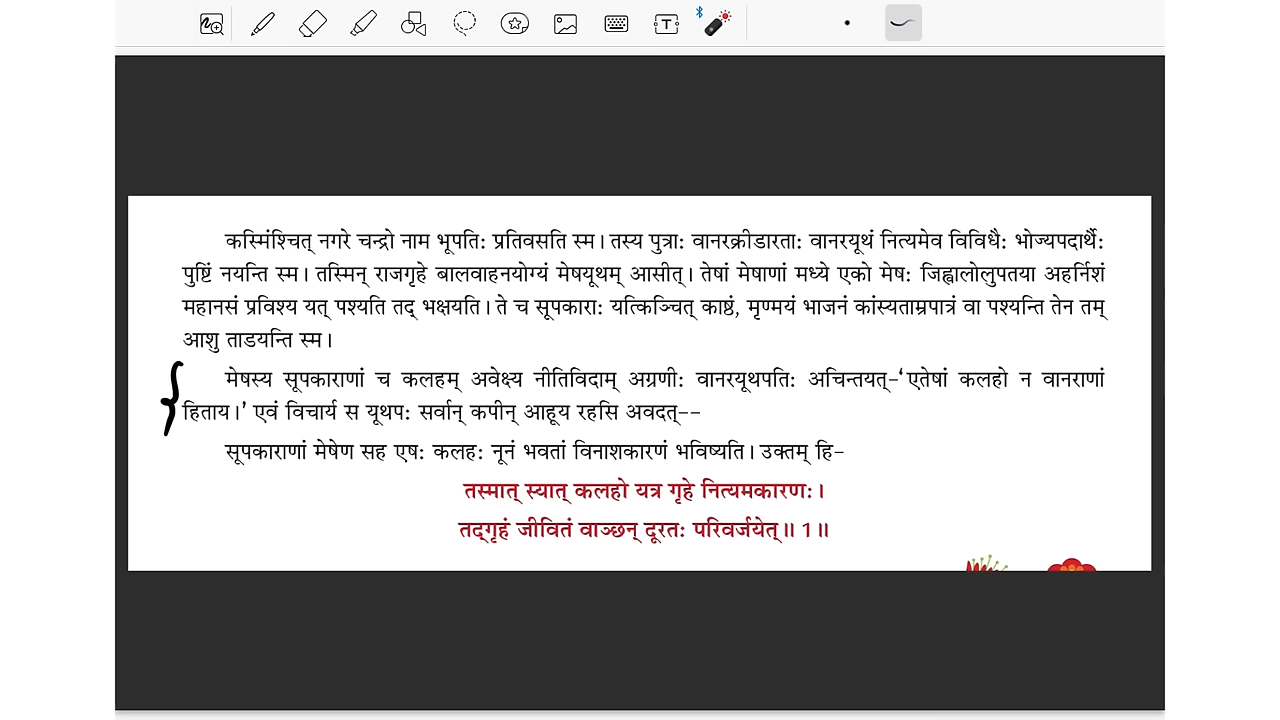 कस्मिंश्चित् नगरे चन्द्रो नाम भूपतिः प्रतिवसति स्म। तस्य पुत्राः वानरक्रीडारताः वानरयूथं नित्यमेव विविधैः भोज्यपदार्थैः
पुष्टिं नयन्ति स्म। तस्मिन् राजगृहे बालवाहनयोग्यं मेषयूथम् आसीत्। तेषां मेषाणां मध्ये एको मेषः जिह्वालोलुपतया अहर्निशं
महानसं प्रविश्य यत् पश्यति तद् भक्षयति। ते च सूपकाराः यत्किञ्चित् काष्ठं, मृण्मयं भाजनं कांस्यताम्रपात्रं वा पश्यन्ति तेन तम्
आशु ताडयन्ति स्म।
मेषस्य सूपकाराणां च कलहम् अवेक्ष्य नीतिविदाम् अग्रणीः वानरयूथपतिः अचिन्तयत्-‘एतेषां कलहो न वानराणां
हिताय।’ एवं विचार्य स यूथपः सर्वान् कपीन् आहूय रहसि अवदत्--
सूपकाराणां मेषेण सह एषः कलहः नूनं भवतां विनाशकारणं भविष्यति। उक्तम् हि-
तस्मात् स्यात् कलहो यत्र गृहे नित्यमकारणः।
तद्गृहं जीवितं वाञ्छन् दूरतः परिवर्जयेत्॥ 1॥